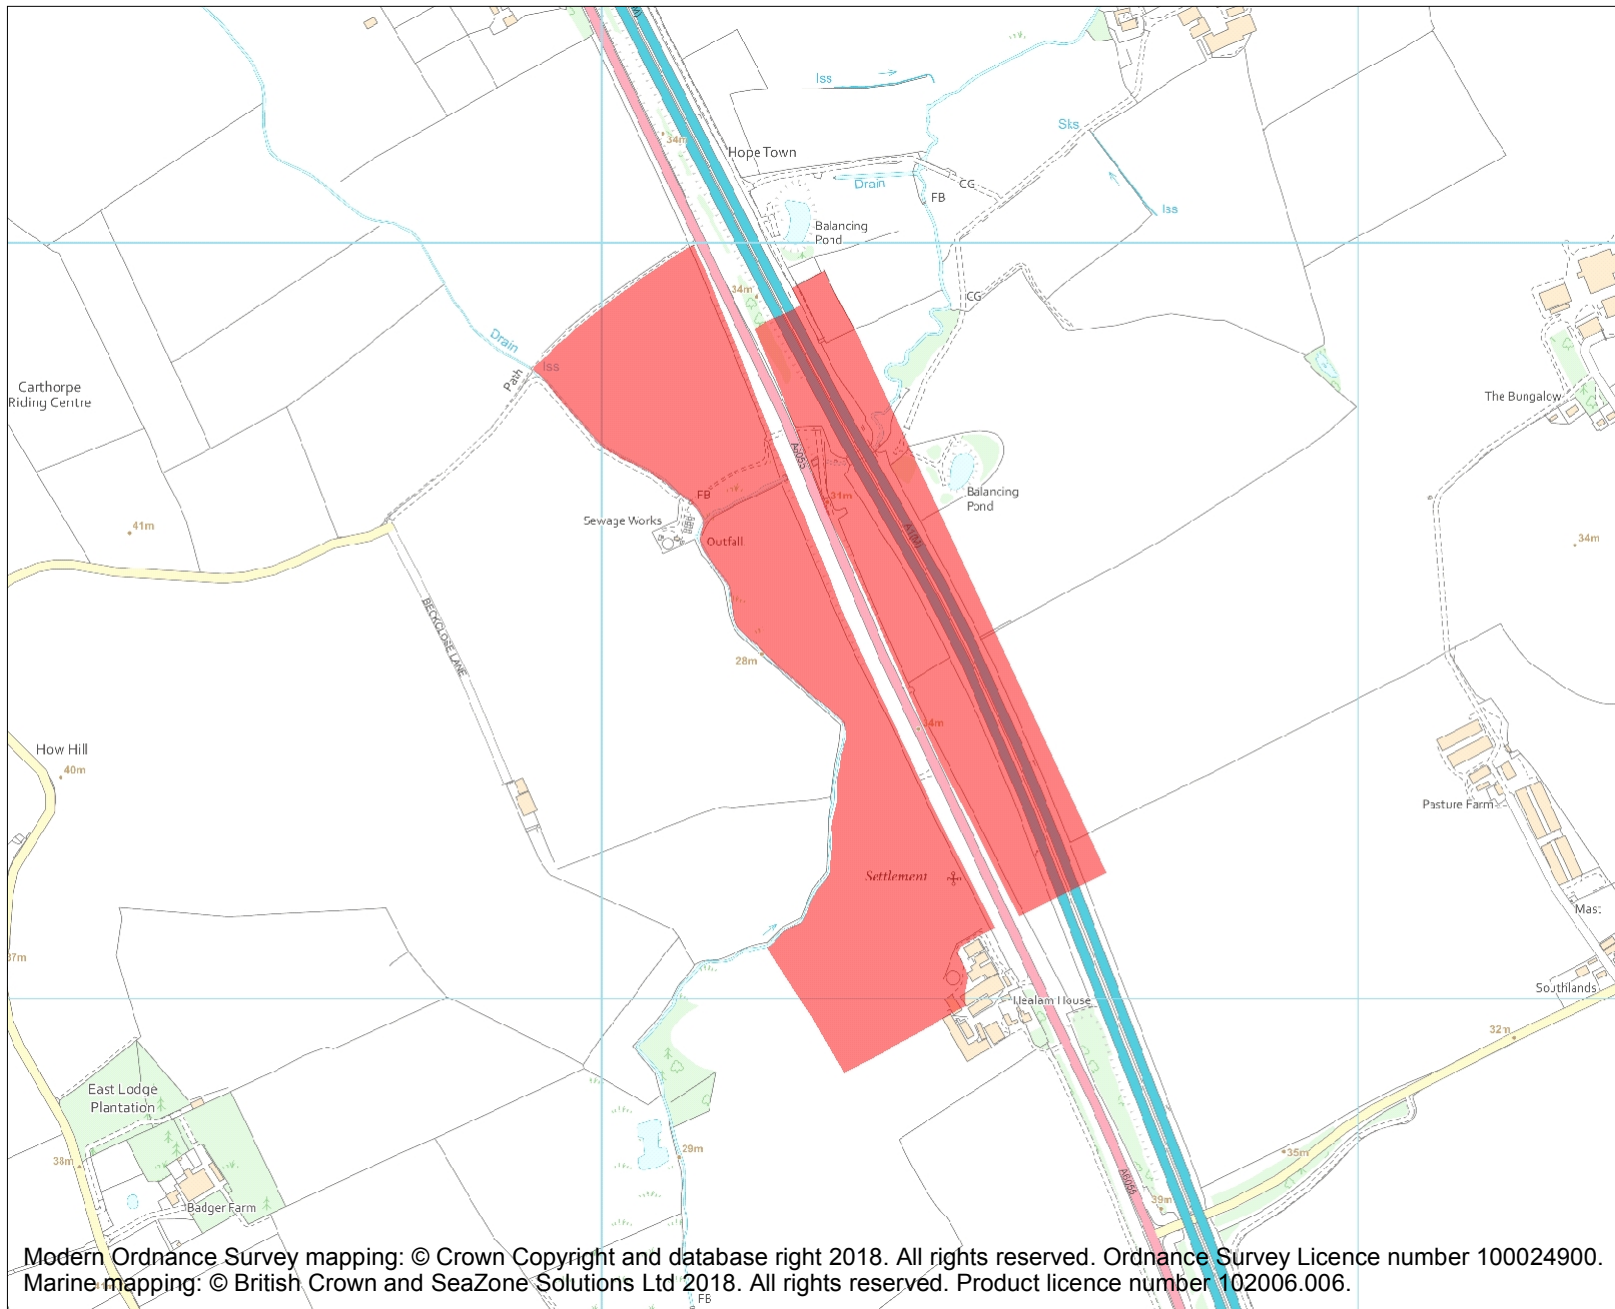 Iss
34m
Hope Town
Sks
CG
Drain
FB
Iss
Balancing
Pond
34m
CG
Drain
Iss
Path
Carthorpe
Riding Centre
The Bungalow
A6055
FB
31m
Balancing
Pond
Sewage Works
41m
Outfall
A1(M)
34m
BECKCLOSE LANE
28m
34m
How Hill
40m
Pasture Farm
Settlement
Mast
37m
Southlands
Healam House
32m
East Lodge
Plantation
38m
29m
35m
A6055
39m
Badger Farm
Modern Ordnance Survey mapping: © Crown Copyright and database right 2018. All rights reserved. Ordnance Survey Licence number 100024900.
Marine mapping: © British Crown and SeaZone Solutions Ltd 2018. All rights reserved. Product licence number 102006.006.
FB